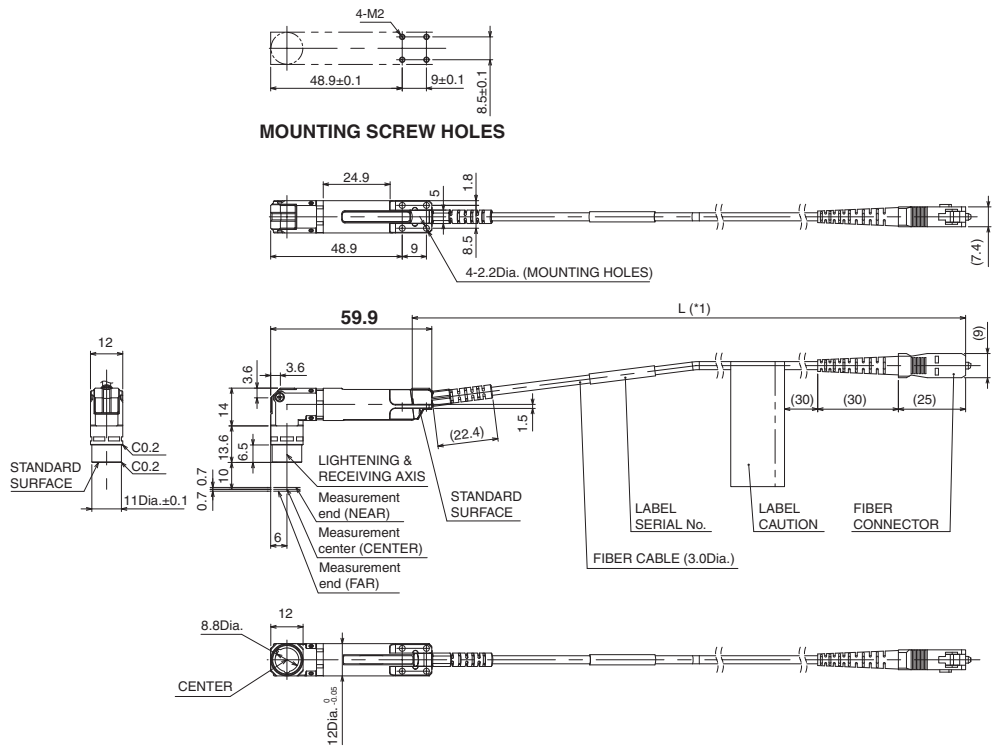 4-M2
48.9±0.1
9±0.1
8.5±0.1
MOUNTING SCREW HOLES
24.9
5
1.8
48.9
9
8.5
4-2.2Dia. (MOUNTING HOLES)
(7.4)
L (*1)
59.9
(9)
12
3.6
3.6
14
13.6
6.5
10
0.7
0.7
6
1.5
(22.4)
(30)
(30)
(25)
C0.2
C0.2
STANDARD
SURFACE
11Dia.±0.1
LIGHTENING &
RECEIVING AXIS
Measurement
end (NEAR)
Measurement
center (CENTER)
Measurement
end (FAR)
STANDARD
SURFACE
LABEL
SERIAL No.
LABEL
CAUTION
FIBER
CONNECTOR
FIBER CABLE (3.0Dia.)
12
8.8Dia.
CENTER
12Dia. 0 -0.05